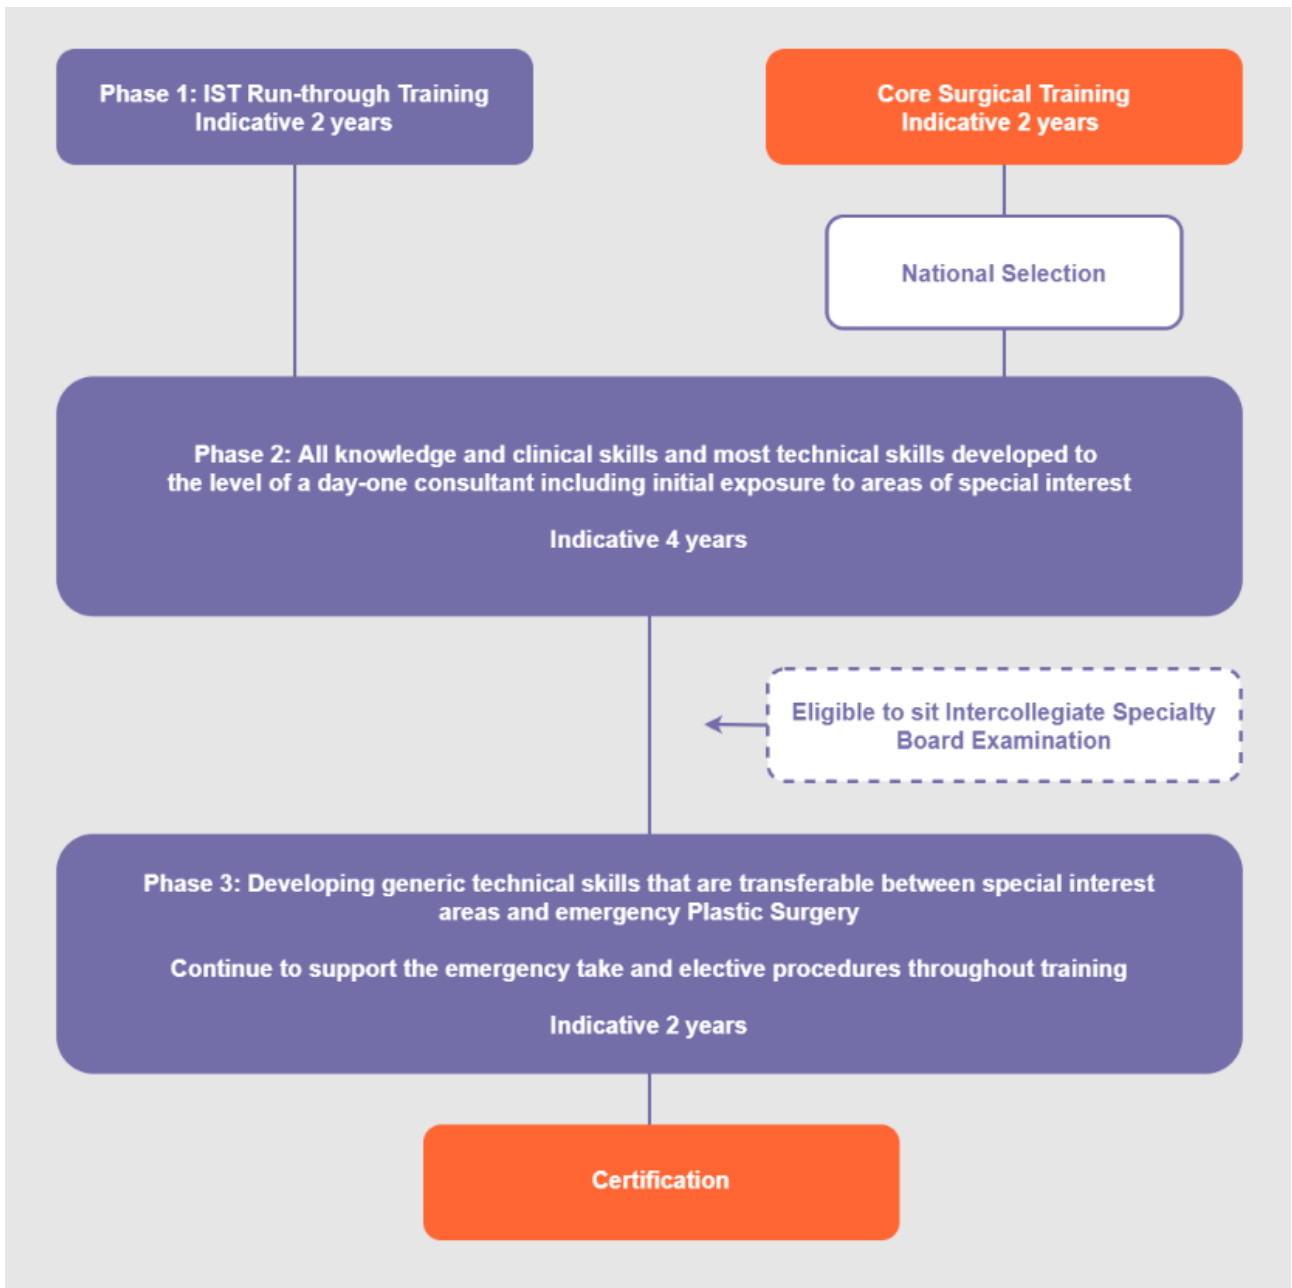 Phase 1: IST Run-through Training
Indicative 2 years
Core Surgical Training
Indicative 2 years
National Selection
Phase 2: All knowledge and clinical skills and most technical skills developed to
the level of a day-one consultant including initial exposure to areas of special interest
Indicative 4 years
Eligible to sit Intercollegiate Specialty
Board Examination
Phase 3: Developing generic technical skills that are transferable between special interest
areas and emergency Plastic Surgery
Continue to support the emergency take and elective procedures throughout training
Indicative 2 years
Certification